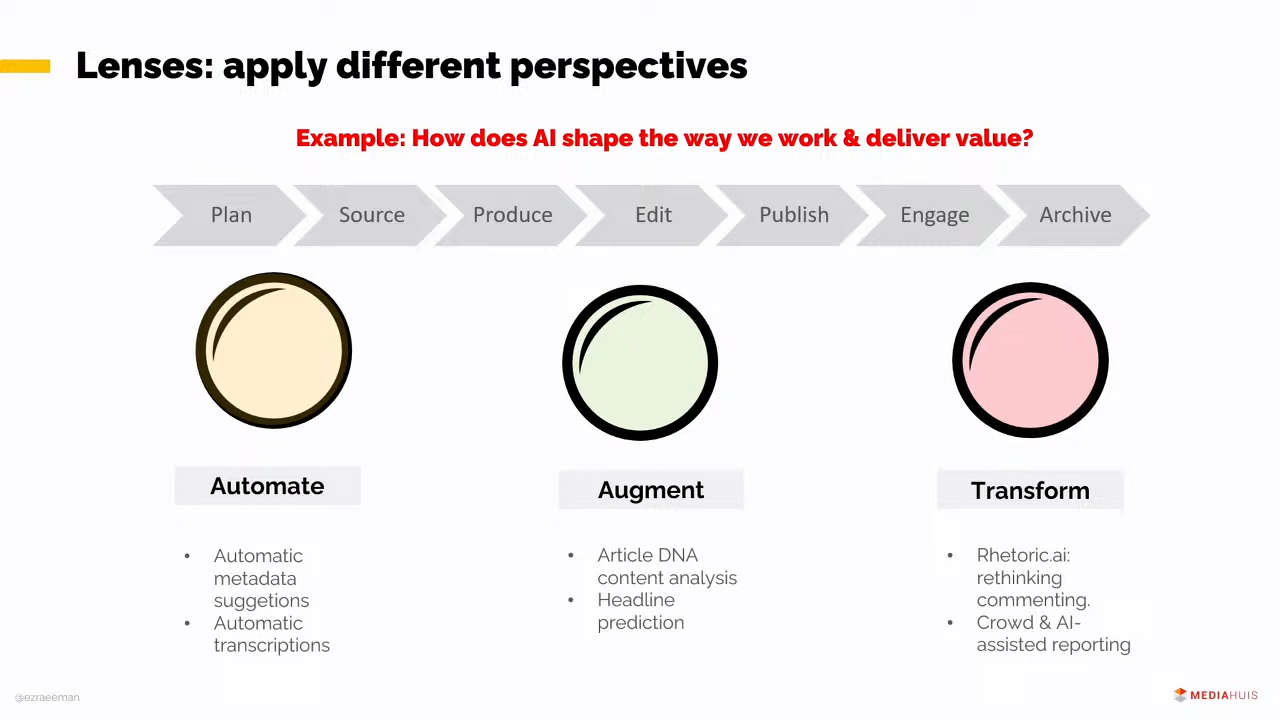 Lenses: apply different perspectives
Example: How does AI shape the way we work & deliver value?
Plan
Source
Produce
Edit
Publish
Engage
Archive
Automate
• Automatic
metadata
suggetions
• Automatic
transcriptions
Augment
• Article DNA
content analysis
• Headline
prediction
Transform
• Rhetoric.ai:
rethinking
commenting.
• Crowd & AI-
assisted reporting
@ezraeeman
MEDIAHUIS